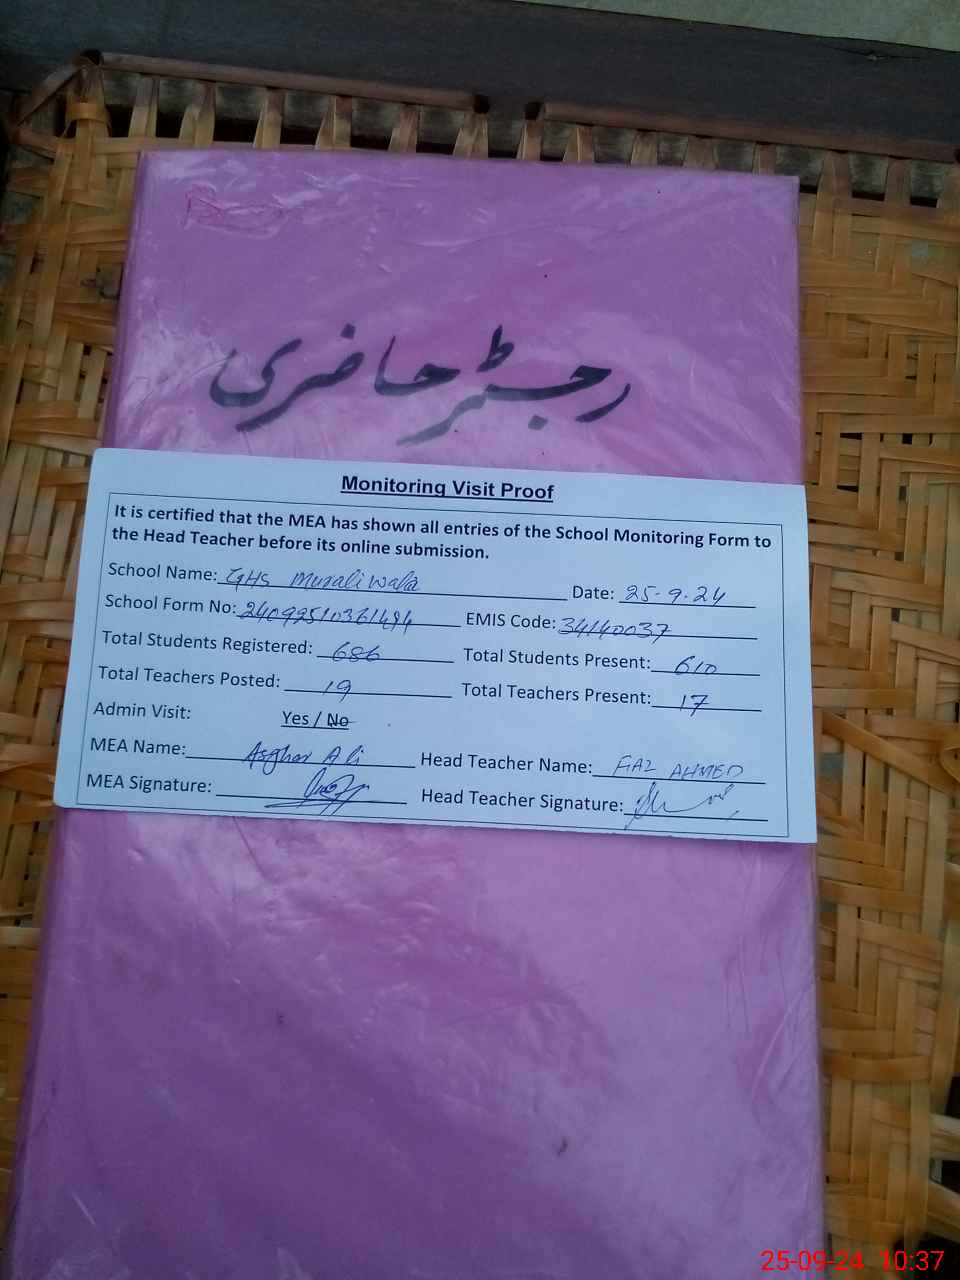 رجسٹر حاضری
Monitoring Visit Proof
It is certified that the MEA has shown all entries of the School Monitoring Form to
the Head Teacher before its online submission.
School Name: GHS Muraliwala Date: 25-9-24
School Form No: 24092510361494 EMIS Code: 34140037
Total Students Registered: 686 Total Students Present: 610
Total Teachers Posted: 19 Total Teachers Present: 17
Admin Visit: Yes / No
MEA Name: Asghar Ali Head Teacher Name: FIAZ AHMED
MEA Signature: Head Teacher Signature:
25-09-24 10:37